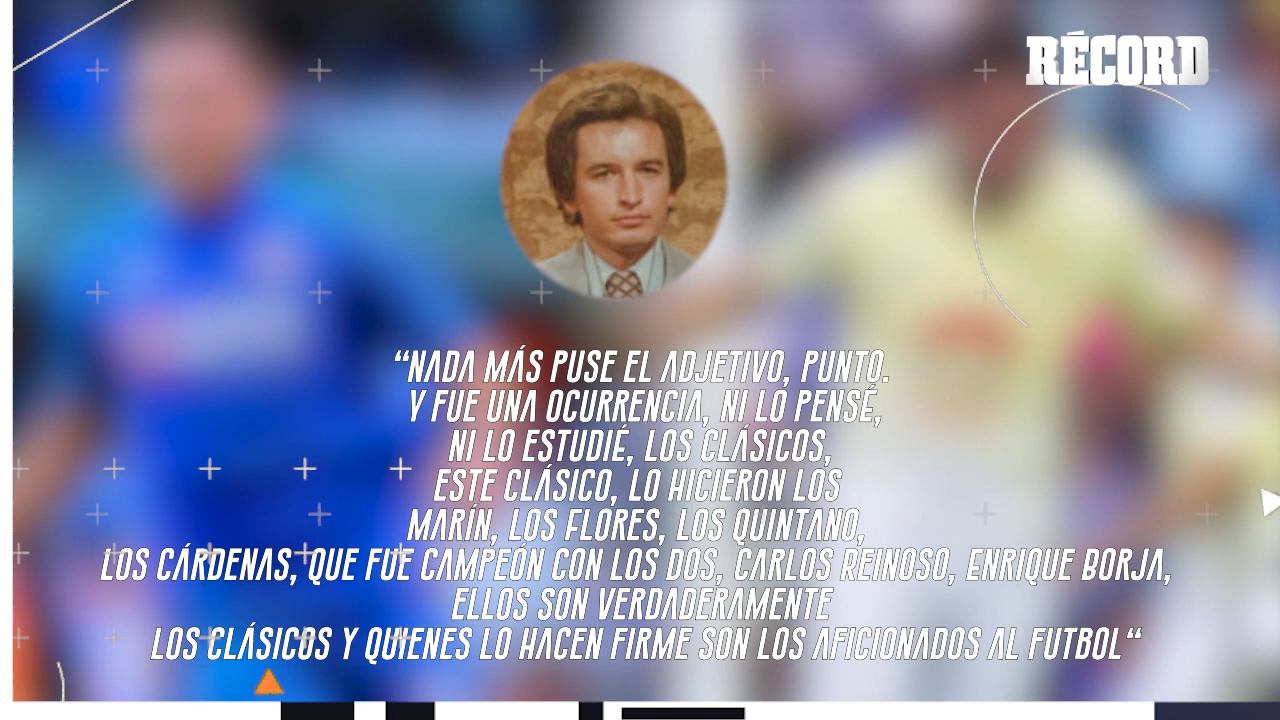 RÉCORD
“NADA MÁS PUSE EL ADJETIVO, PUNTO.
Y FUE UNA OCURRENCIA, NI LO PENSÉ,
NI LO ESTUDIÉ, LOS CLÁSICOS,
ESTE CLÁSICO, LO HICIERON LOS
MARÍN, LOS FLORES, LOS QUINTANO,
LOS CÁRDENAS, QUE FUE CAMPEÓN CON LOS DOS, CARLOS REINOSO, ENRIQUE BORJA,
ELLOS SON VERDADERAMENTE
LOS CLÁSICOS Y QUIENES LO HACEN FIRME SON LOS AFICIONADOS AL FUTBOL“